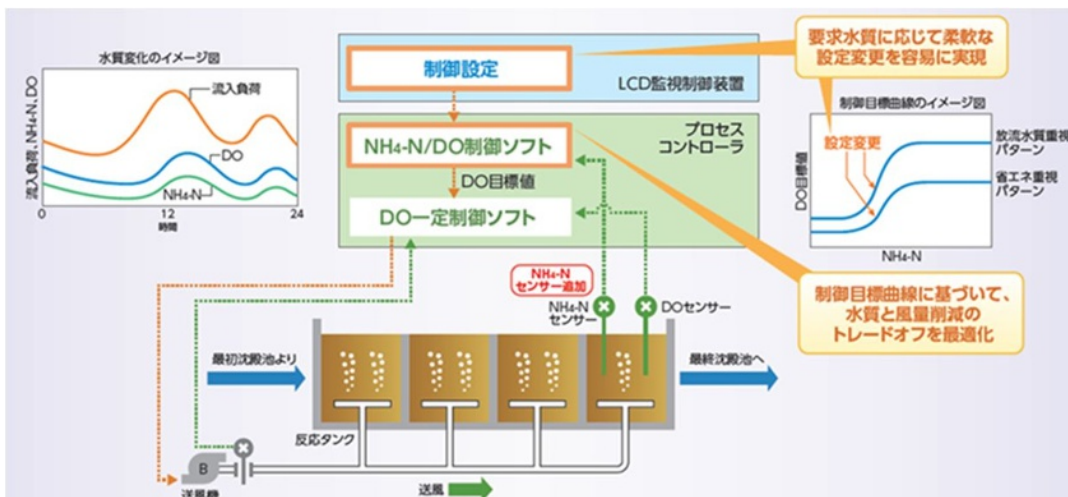 水質変化のイメージ図
流入負荷、NH4-N、DO
流入負荷
DO
NH4-N
0
12
24
時間
制御設定
LCD監視制御装置
NH4-N/DO制御ソフト
プロセス
コントローラ
DO目標値
DO一定制御ソフト
要求水質に応じて柔軟な
設定変更を容易に実現
制御目標曲線のイメージ図
DO目標値
設定変更
放流水質重視
パターン
省エネ重視
パターン
NH4-N
制御目標曲線に基づいて、
水質と風量削減の
トレードオフを最適化
NH4-N
センサー追加
NH4-N
センサー
DOセンサー
最初沈殿池より
最終沈殿池へ
反応タンク
B
送風機
送風